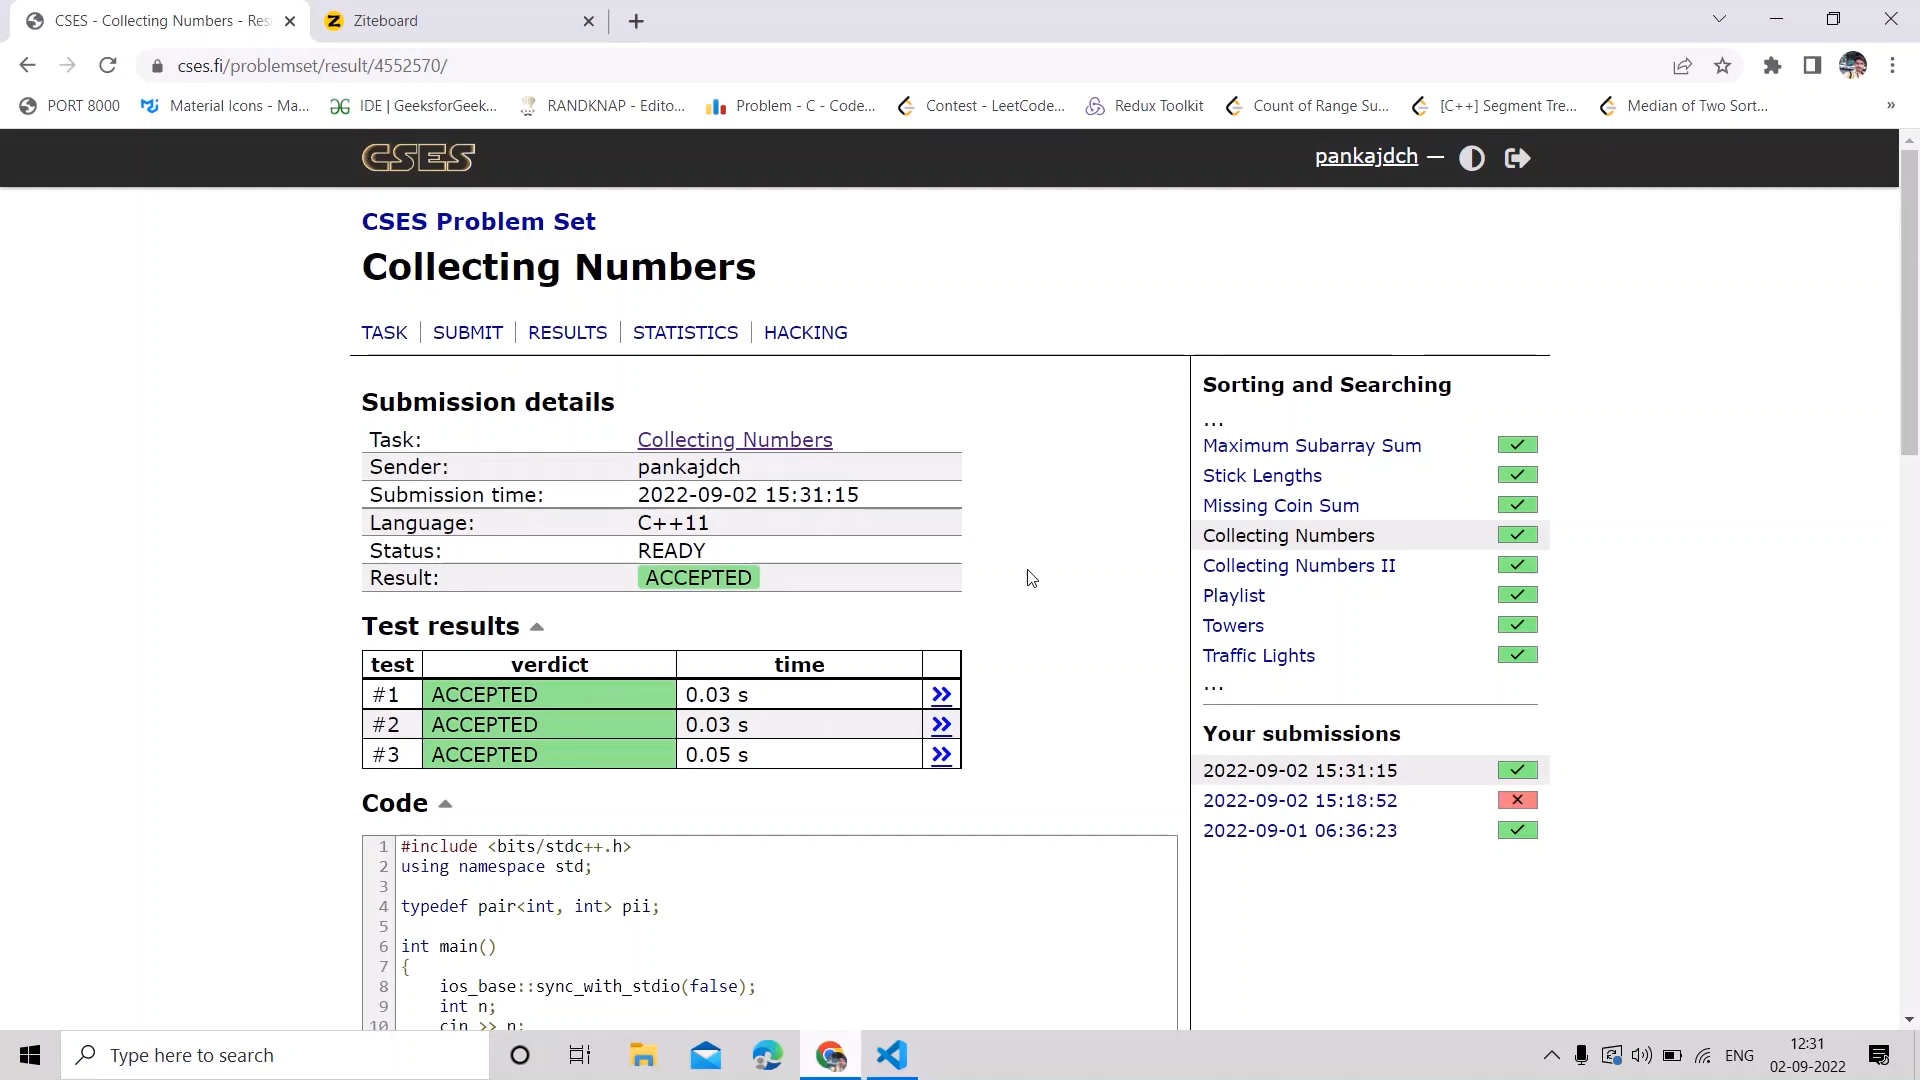 CSES - Collecting Numbers - Res
Ziteboard
cses.fi/problemset/result/4552570/
PORT 8000
Material Icons - Ma...
IDE | GeeksforGeek...
RANDKNAP - Edito...
Problem - C - Code...
Contest - LeetCode...
Redux Toolkit
Count of Range Su...
[C++] Segment Tre...
Median of Two Sort...
»
CSES
pankajdch —
CSES Problem Set
Collecting Numbers
TASK | SUBMIT | RESULTS | STATISTICS | HACKING
Submission details
Task: Collecting Numbers
Sender: pankajdch
Submission time: 2022-09-02 15:31:15
Language: C++11
Status: READY
Result: ACCEPTED
Test results
test verdict time
#1 ACCEPTED 0.03 s »
#2 ACCEPTED 0.03 s »
#3 ACCEPTED 0.05 s »
Code
1 #include <bits/stdc++.h>
2 using namespace std;
3
4 typedef pair<int, int> pii;
5
6 int main()
7 {
8 ios_base::sync_with_stdio(false);
9 int n;
10 cin >> n;
Sorting and Searching
...
Maximum Subarray Sum
Stick Lengths
Missing Coin Sum
Collecting Numbers
Collecting Numbers II
Playlist
Towers
Traffic Lights
...
Your submissions
2022-09-02 15:31:15
2022-09-02 15:18:52
2022-09-01 06:36:23
Type here to search
ENG
12:31
02-09-2022